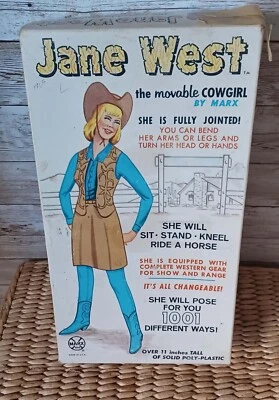 Jane West
TM
the movable COWGIRL
BY MARX
SHE IS FULLY JOINTED!
YOU CAN BEND
HER ARMS OR LEGS AND
TURN HER HEAD OR HANDS
SHE WILL
SIT · STAND · KNEEL
RIDE A HORSE
SHE IS EQUIPPED WITH
COMPLETE WESTERN GEAR
FOR SHOW AND RANGE
IT'S ALL CHANGEABLE!
SHE WILL POSE
FOR YOU
1001
DIFFERENT WAYS!
MARX
OVER 11 inches TALL
OF SOLID POLY-PLASTIC